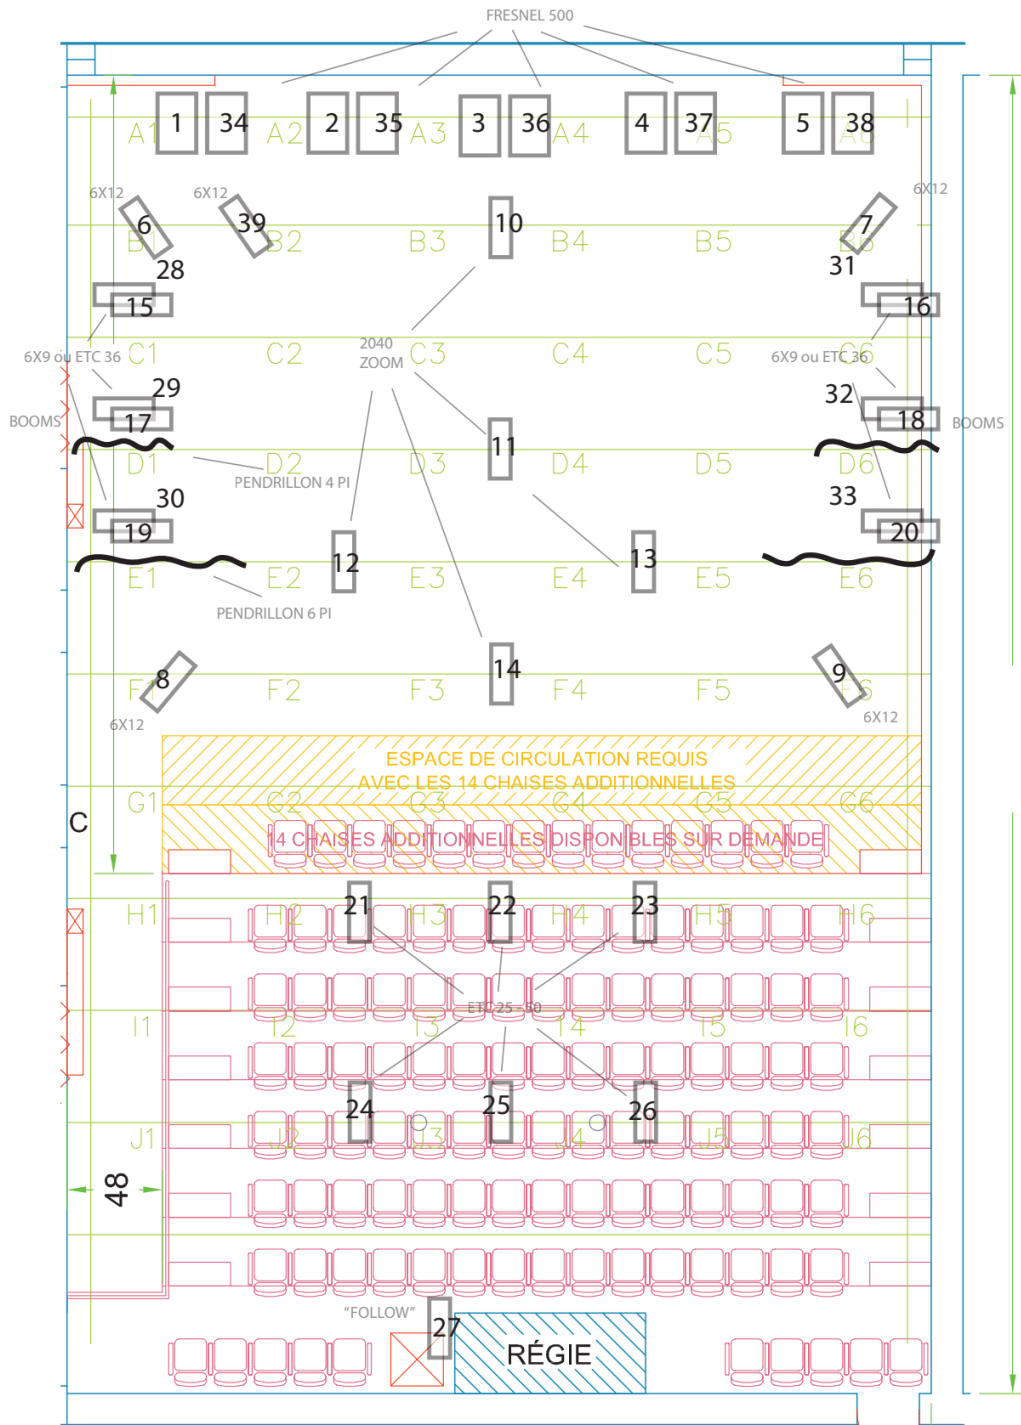 FRESNEL 500
1 34 2 35 3 36 4 37 5 38
A1 A2 A3 A4 A5 A6
6X12 6X12 6X12
6 39 10 7
B1 B2 B3 B4 B5 B6
28 31
15 16
2040
ZOOM
C1 C2 C3 C4 C5 C6
6X9 ou ETC 36 6X9 ou ETC 36
29 32
BOOMS 17 18 BOOMS
11
D1 D2 D3 D4 D5 D6
PENDRILLON 4 PI
30 33
19 20
12 13
E1 E2 E3 E4 E5 E6
PENDRILLON 6 PI
8 14 9
F1 F2 F3 F4 F5 F6
6X12 6X12
ESPACE DE CIRCULATION REQUIS
AVEC LES 14 CHAISES ADDITIONNELLES
G1 G2 G3 G4 G5 G6
C
14 CHAISES ADDITIONNELLES DISPONIBLES SUR DEMANDE
21 22 23
H1 H2 H3 H4 H5 H6
ETC 25 - 50
I1 I2 I3 I4 I5 I6
24 25 26
J1 J2 J3 J4 J5 J6
48
“FOLLOW”
27
RÉGIE